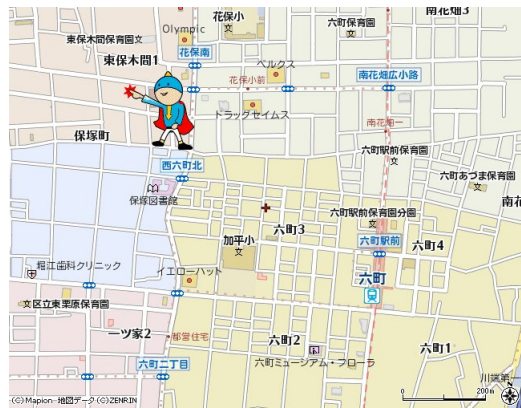 花保小
南花畑3
Olympic
六町保育園
東保木間保育園
花保南
東保木間1
ベルクス
南花畑広小路
花保小前
ドラッグセイムス
南花畑一
保塚町
六町駅前保育園
西六町北
六町あづま保育園
保塚図書館
六町駅前保育園分園
六町3
加平小
六町駅前
六町4
堀江歯科クリニック
イエローハット
六町
区立東栗原保育園
一ツ家2
都営住宅
六町2
六町ミュージアム・フローラ
六町1
六町二丁目
川端第一
0 200m
(C)Mapion-地図データ(C)ZENRIN